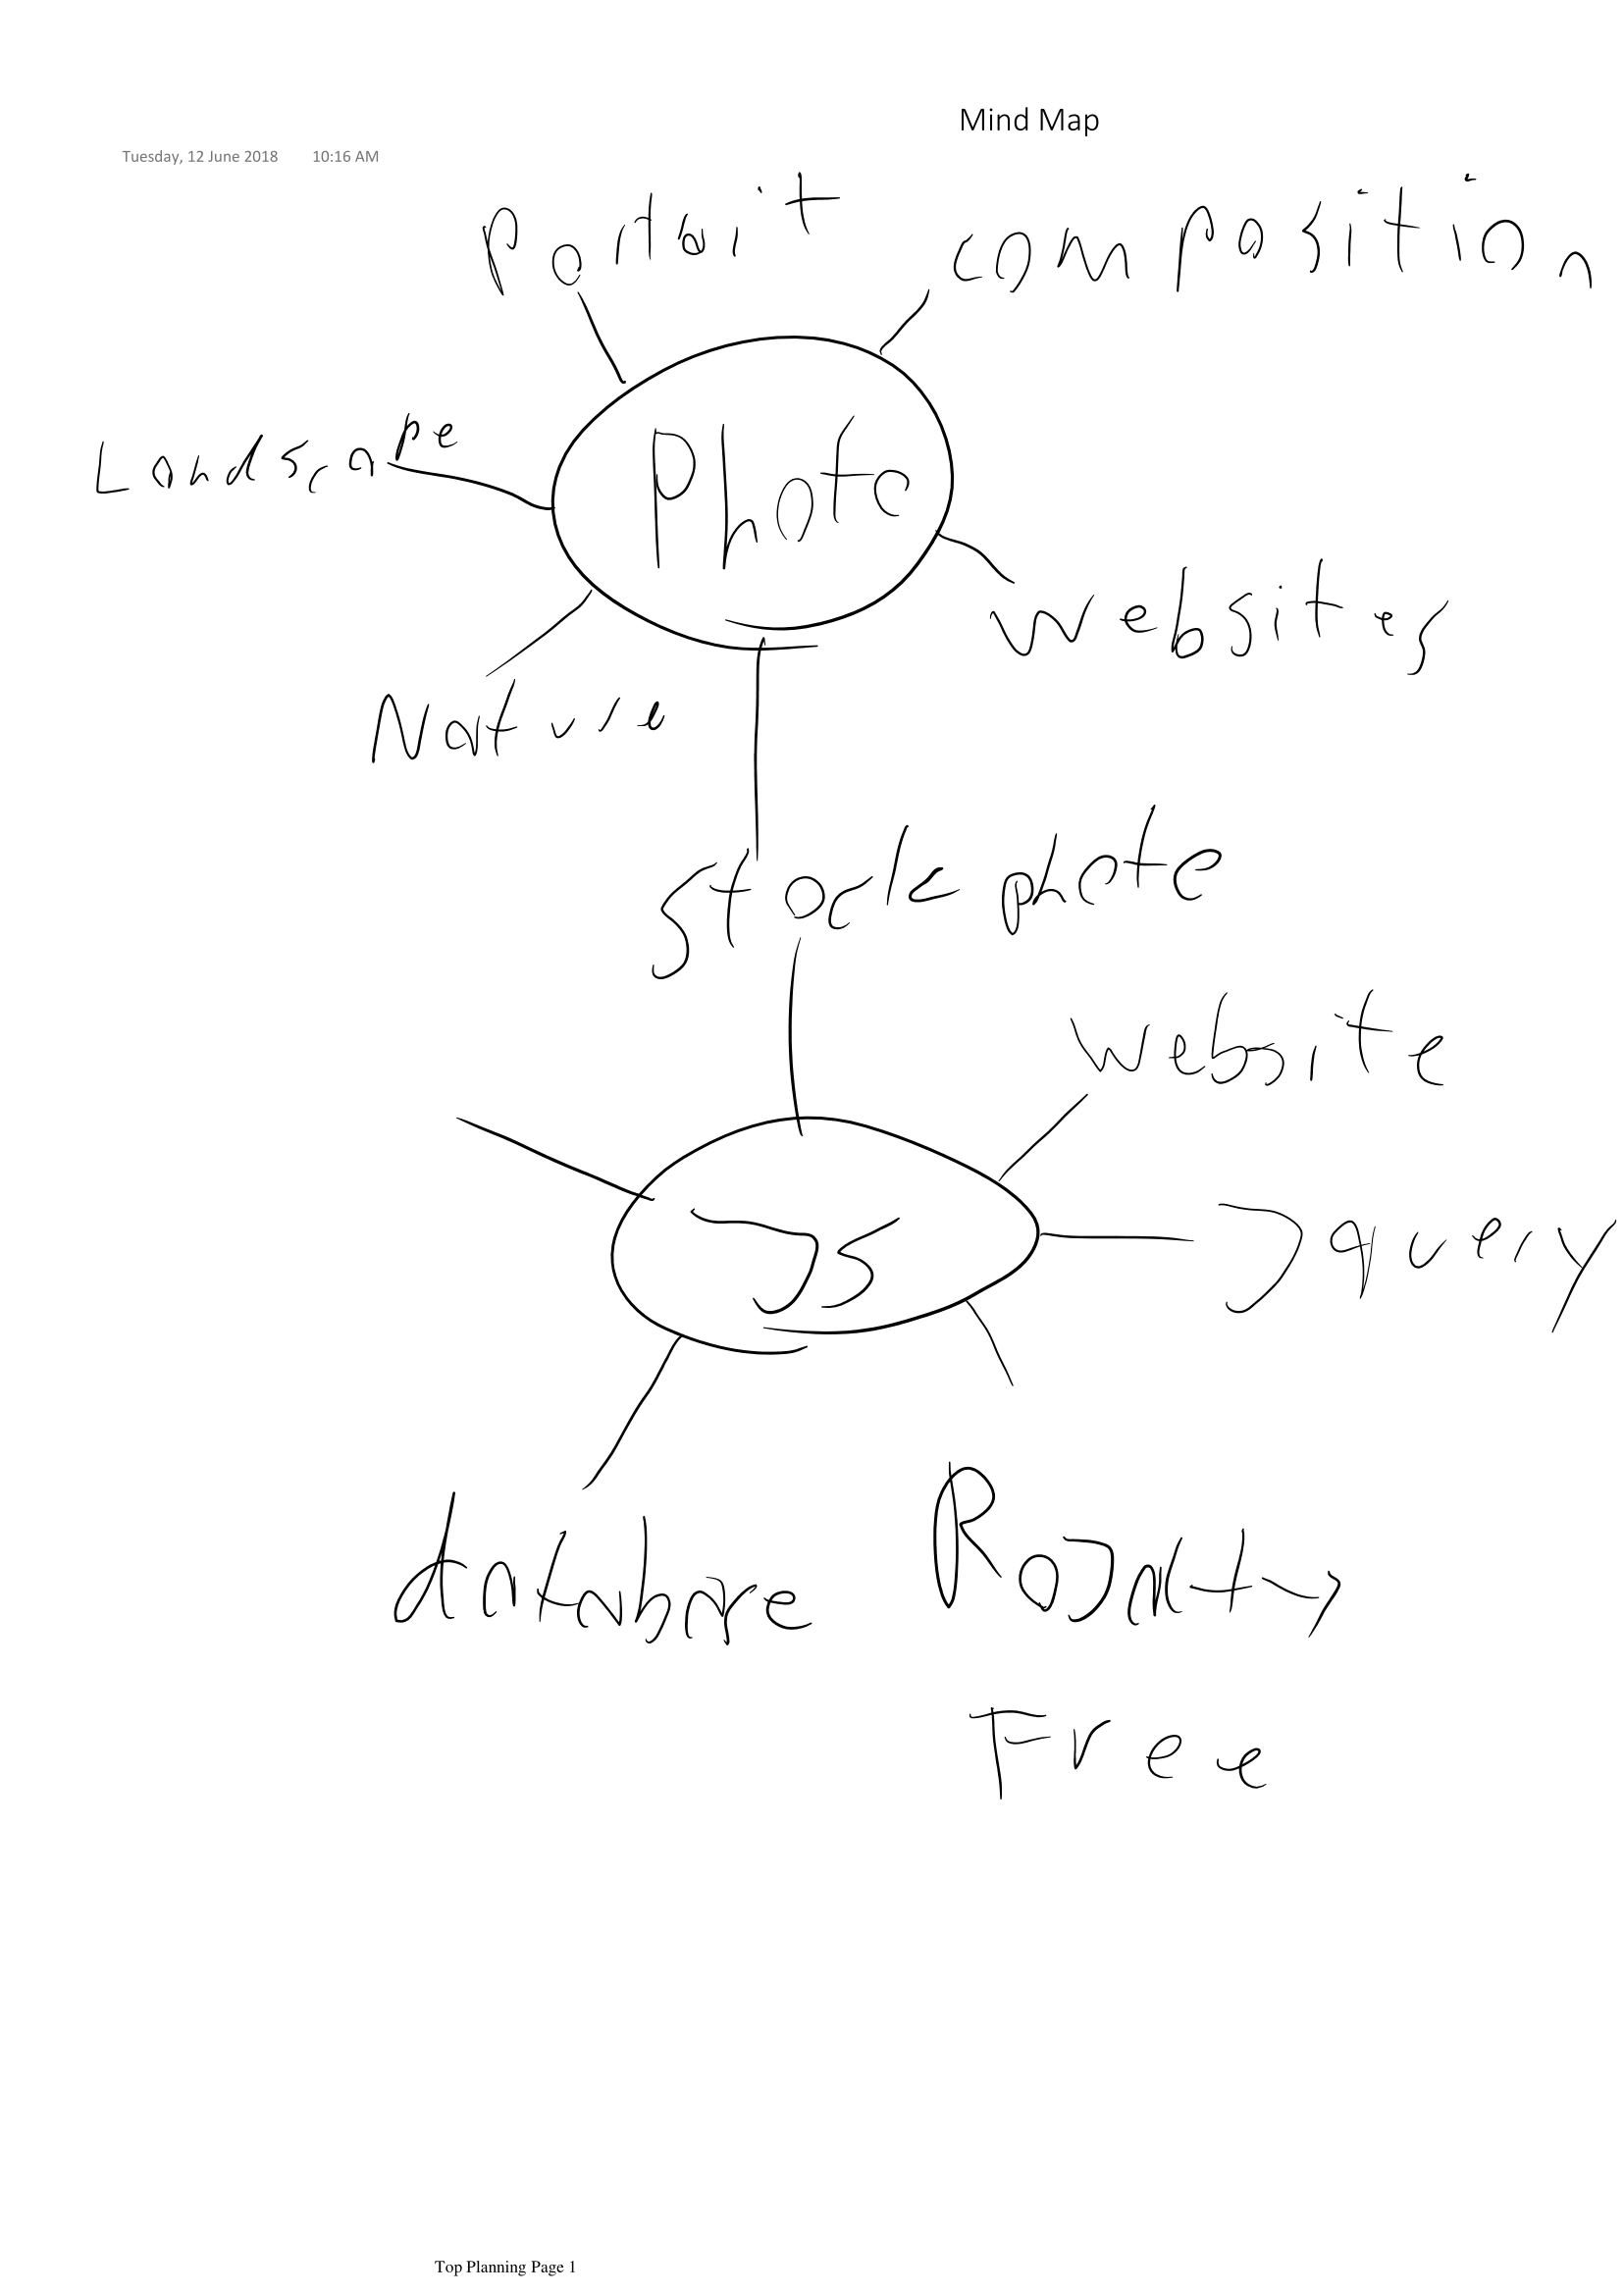 Mind Map
Tuesday, 12 June 2018 10:16 AM
Portait
composition
Landscape
Photo
websites
Nature
stock photo
website
JS
Jquery
database
Royalty
Free
Top Planning Page 1